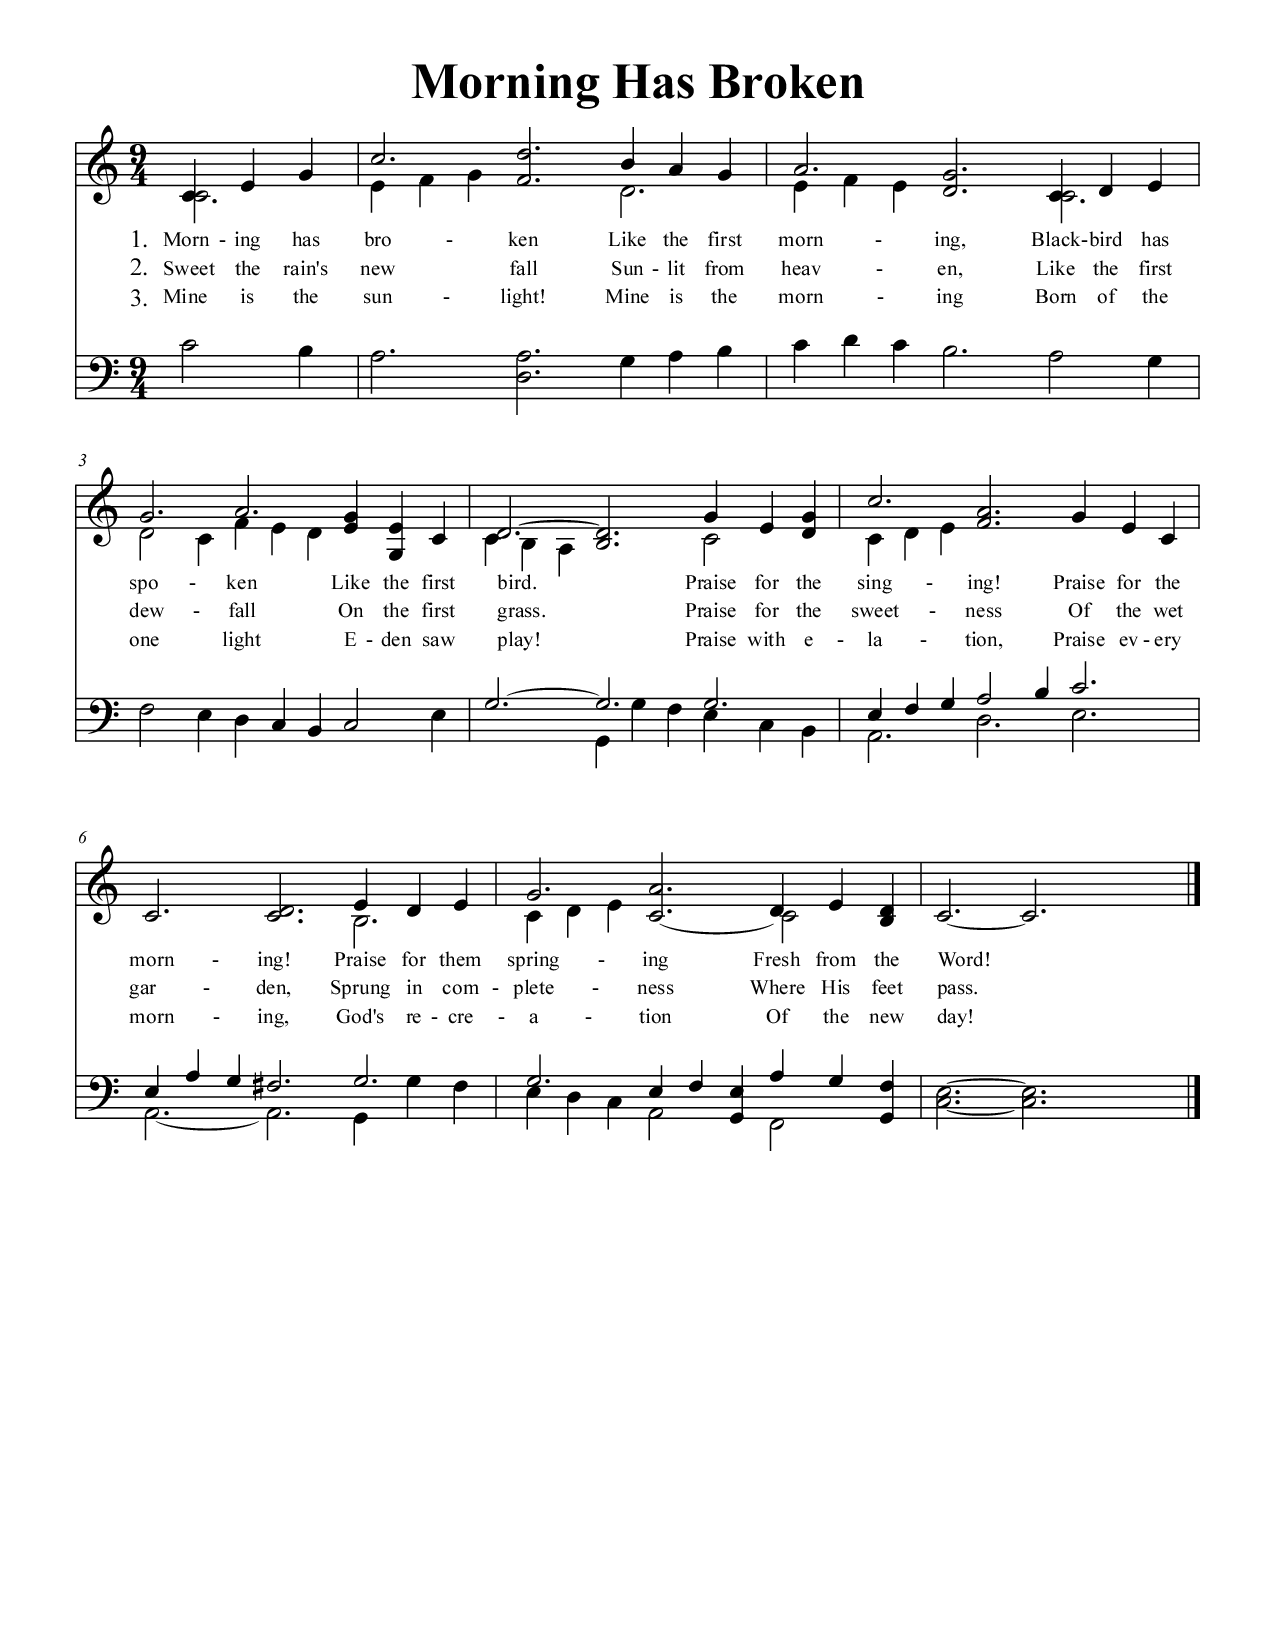 Morning Has Broken
9
4
1. Morn - ing has bro - ken Like the first morn - ing, Black - bird has
2. Sweet the rain's new fall Sun - lit from heav - en, Like the first
3. Mine is the sun - light! Mine is the morn - ing Born of the
9
4
3
spo - ken Like the first bird. Praise for the sing - ing! Praise for the
dew - fall On the first grass. Praise for the sweet - ness Of the wet
one light E - den saw play! Praise with e - la - tion, Praise ev - ery
6
morn - ing! Praise for them spring - ing Fresh from the Word!
gar - den, Sprung in com - plete - ness Where His feet pass.
morn - ing, God's re - cre - a - tion Of the new day!